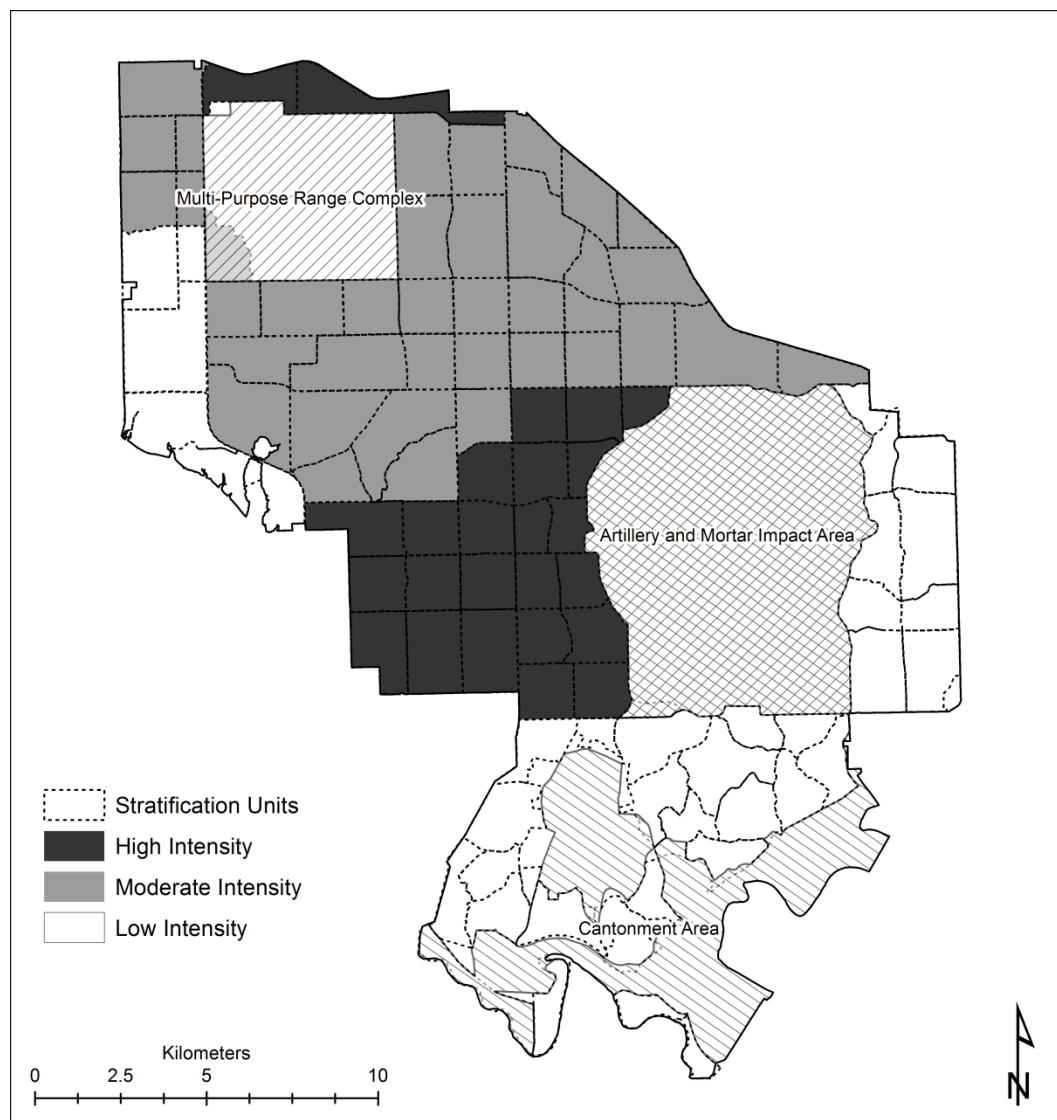 Multi-Purpose Range Complex
Artillery and Mortar Impact Area
Stratification Units
High Intensity
Moderate Intensity
Low Intensity
Cantonment Area
Kilometers
0 2.5 5 10
N